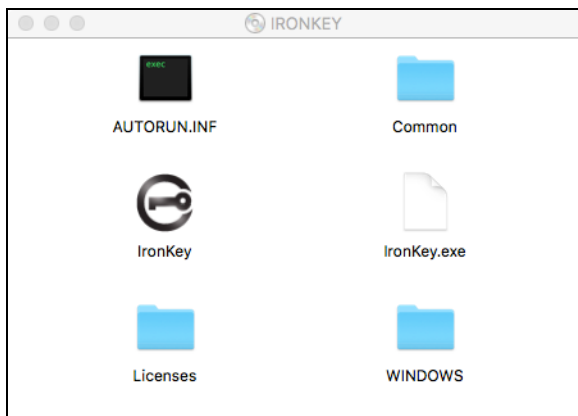 IRONKEY
exec
AUTORUN.INF
Common
IronKey
IronKey.exe
Licenses
WINDOWS